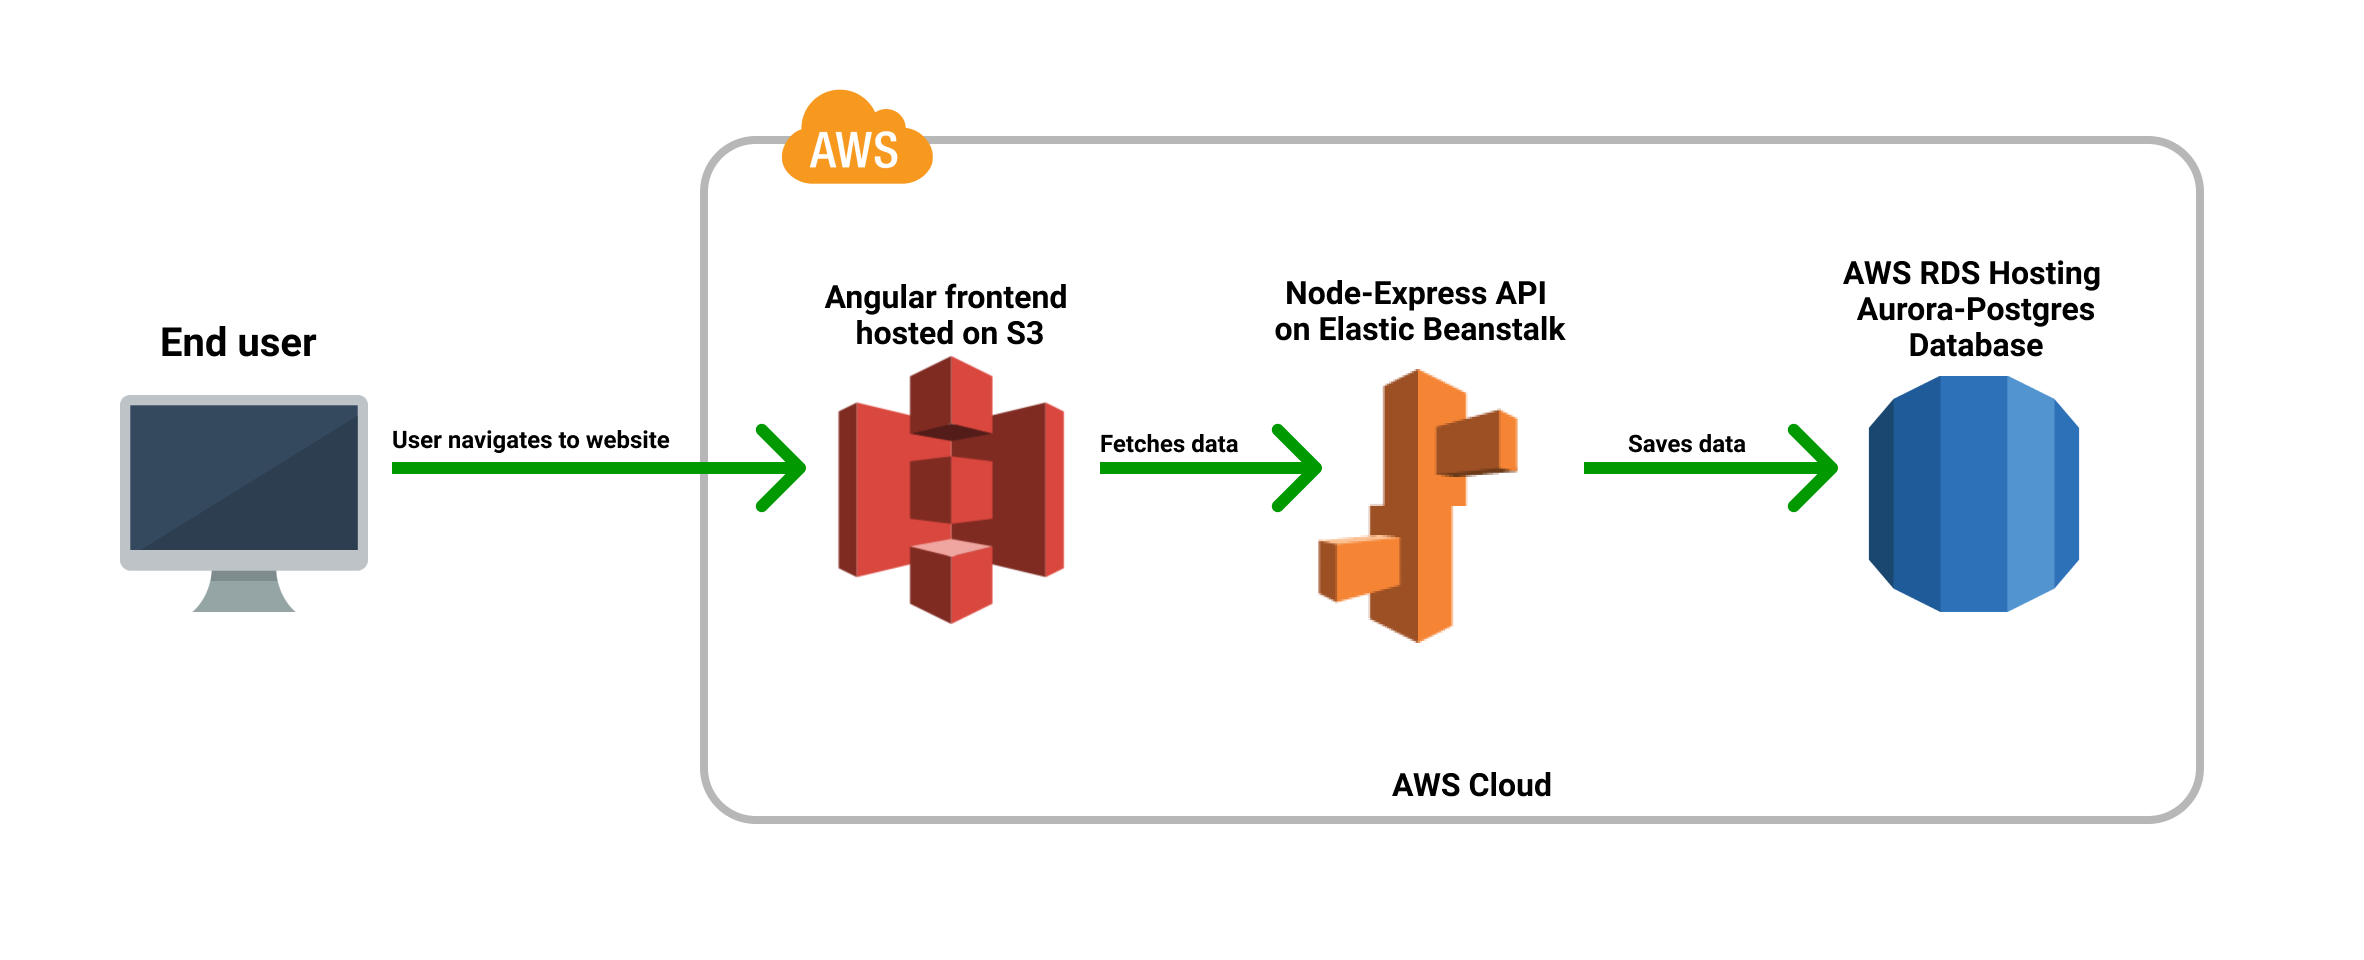 AWS
End user
User navigates to website
Angular frontend
hosted on S3
Fetches data
Node-Express API
on Elastic Beanstalk
Saves data
AWS RDS Hosting
Aurora-Postgres
Database
AWS Cloud